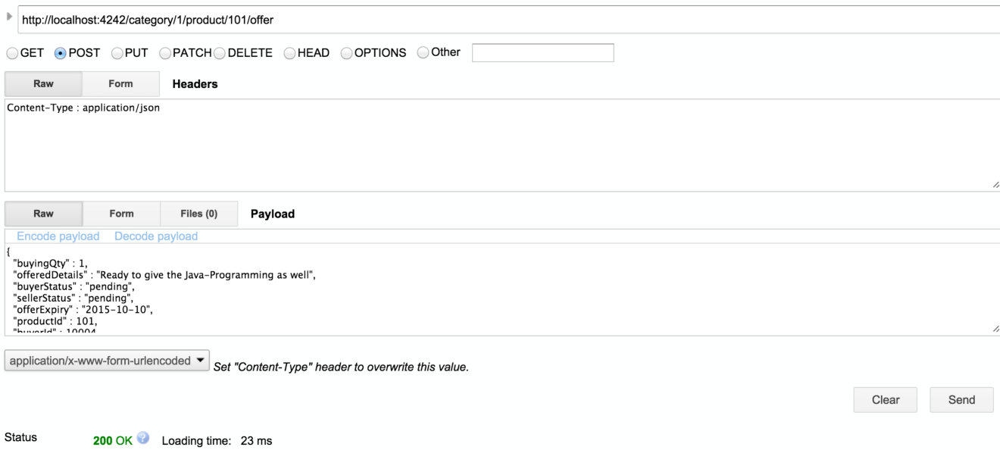 http://localhost:4242/category/1/product/101/offer
GET POST PUT PATCH DELETE HEAD OPTIONS Other
Raw Form Headers
Content-Type : application/json
Raw Form Files (0) Payload
Encode payload Decode payload
{
"buyingQty" : 1,
"offeredDetails" : "Ready to give the Java-Programming as well",
"buyerStatus" : "pending",
"sellerStatus" : "pending",
"offerExpiry" : "2015-10-10",
"productId" : 101,
"buyerId" : 10004
application/x-www-form-urlencoded Set "Content-Type" header to overwrite this value.
Clear Send
Status 200 OK ? Loading time: 23 ms